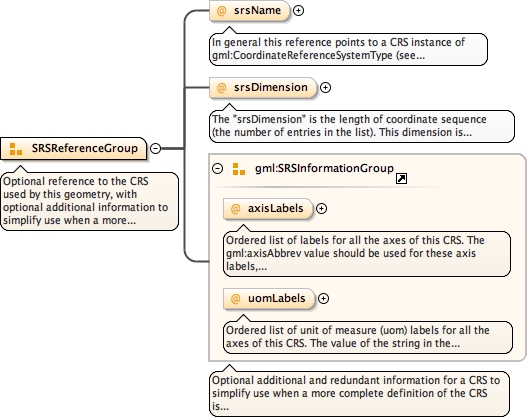 @ srsName
In general this reference points to a CRS instance of
gml:CoordinateReferenceSystemType (see...
@ srsDimension
The "srsDimension" is the length of coordinate sequence
(the number of entries in the list). This dimension is...
SRSReferenceGroup
Optional reference to the CRS
used by this geometry, with
optional additional information to
simplify use when a more...
gml:SRSInformationGroup
@ axisLabels
Ordered list of labels for all the axes of this CRS. The
gml:axisAbbrev value should be used for these axis
labels,...
@ uomLabels
Ordered list of unit of measure (uom) labels for all the
axes of this CRS. The value of the string in the...
Optional additional and redundant information for a CRS to
simplify use when a more complete definition of the CRS
is...